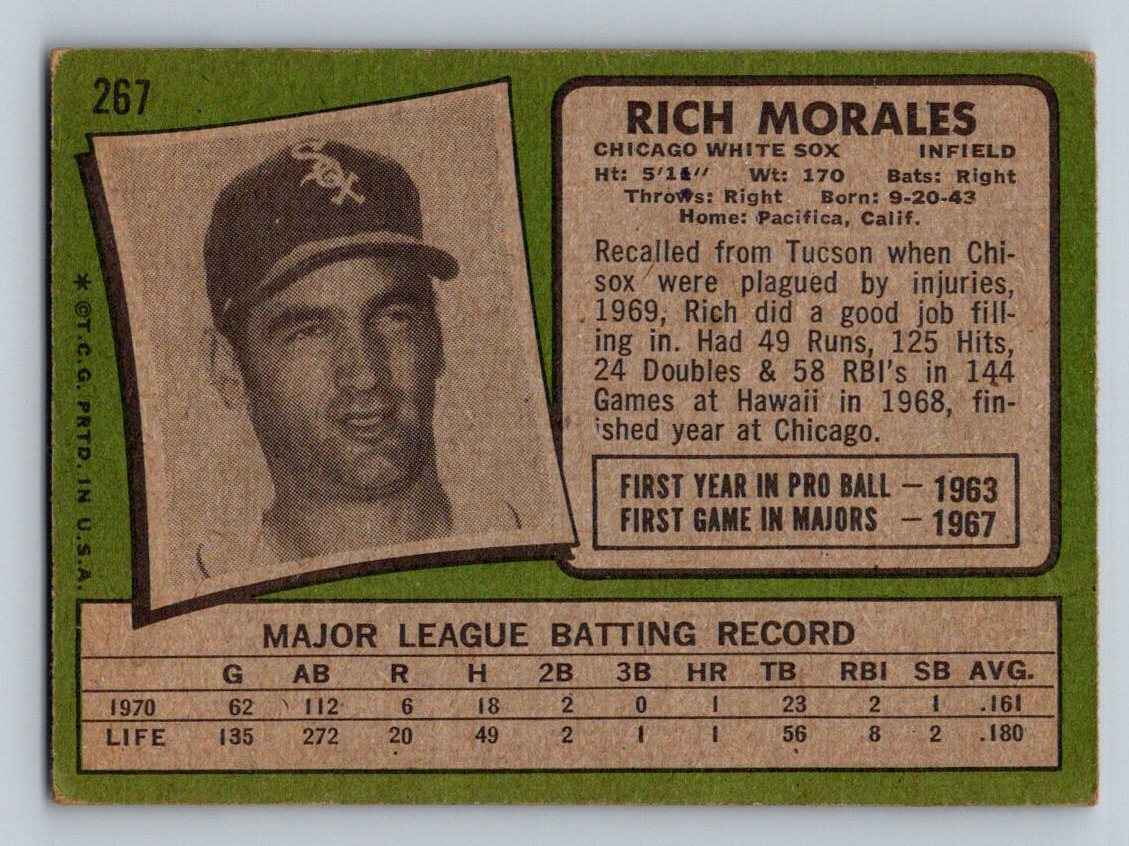 267
SOX
RICH MORALES
CHICAGO WHITE SOX INFIELD
Ht: 5'11" Wt: 170 Bats: Right
Throws: Right Born: 9-20-43
Home: Pacifica, Calif.
Recalled from Tucson when Chi-
sox were plagued by injuries,
1969, Rich did a good job fill-
ing in. Had 49 Runs, 125 Hits,
24 Doubles & 58 RBI's in 144
Games at Hawaii in 1968, fin-
ished year at Chicago.
FIRST YEAR IN PRO BALL — 1963
FIRST GAME IN MAJORS — 1967
* ©T.C.G. PRTD. IN U.S.A.
MAJOR LEAGUE BATTING RECORD
G AB R H 2B 3B HR TB RBI SB AVG.
1970 62 112 6 18 2 0 1 23 2 1 .161
LIFE 135 272 20 49 2 1 1 56 8 2 .180